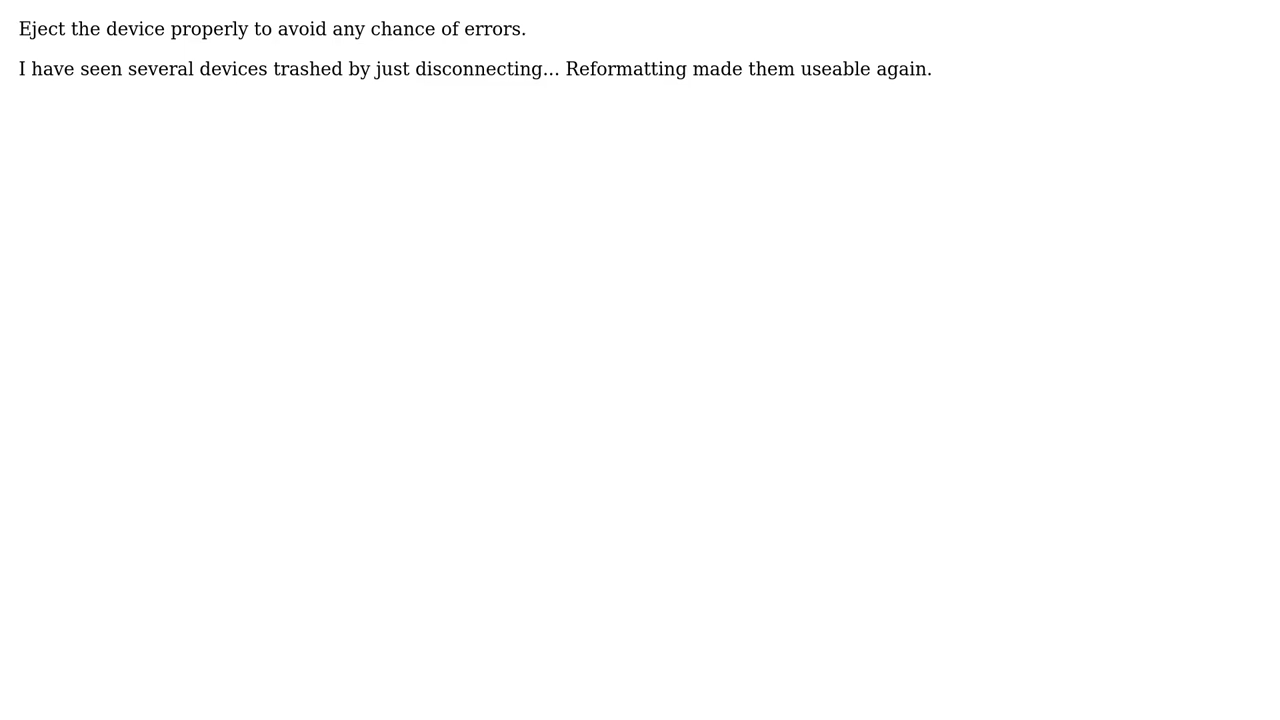 Eject the device properly to avoid any chance of errors.
I have seen several devices trashed by just disconnecting... Reformatting made them useable again.